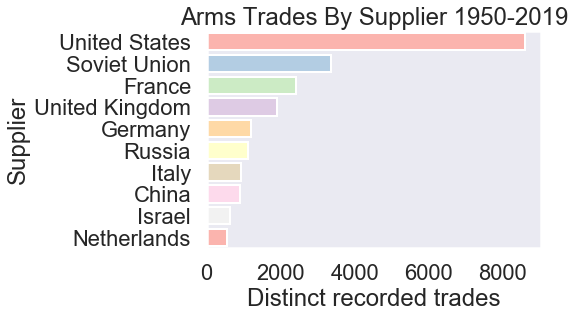 Arms Trades By Supplier 1950-2019
United States
Soviet Union
France
United Kingdom
Germany
Russia
Italy
China
Israel
Netherlands
Supplier
0 2000 4000 6000 8000
Distinct recorded trades